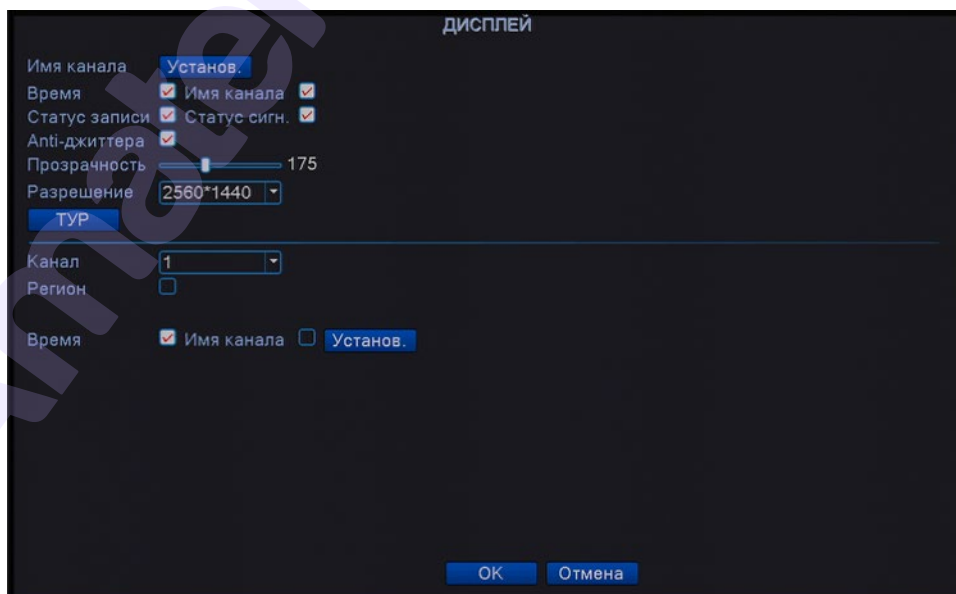 ДИСПЛЕЙ
Имя канала Установ.
Время Имя канала
Статус записи Статус сигн.
Anti-джиттера
Прозрачность 175
Разрешение 2560*1440
ТУР
Канал 1
Регион
Время Имя канала Установ.
OK Отмена